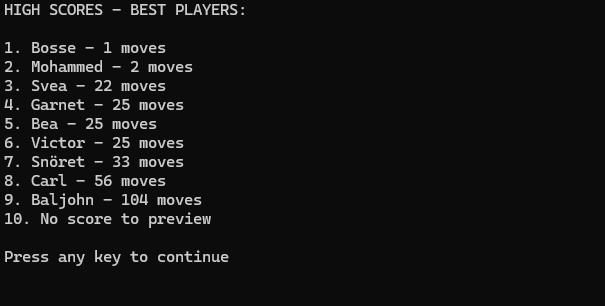 HIGH SCORES - BEST PLAYERS:
1. Bosse - 1 moves
2. Mohammed - 2 moves
3. Svea - 22 moves
4. Garnet - 25 moves
5. Bea - 25 moves
6. Victor - 25 moves
7. Snöret - 33 moves
8. Carl - 56 moves
9. Baljohn - 104 moves
10. No score to preview
Press any key to continue